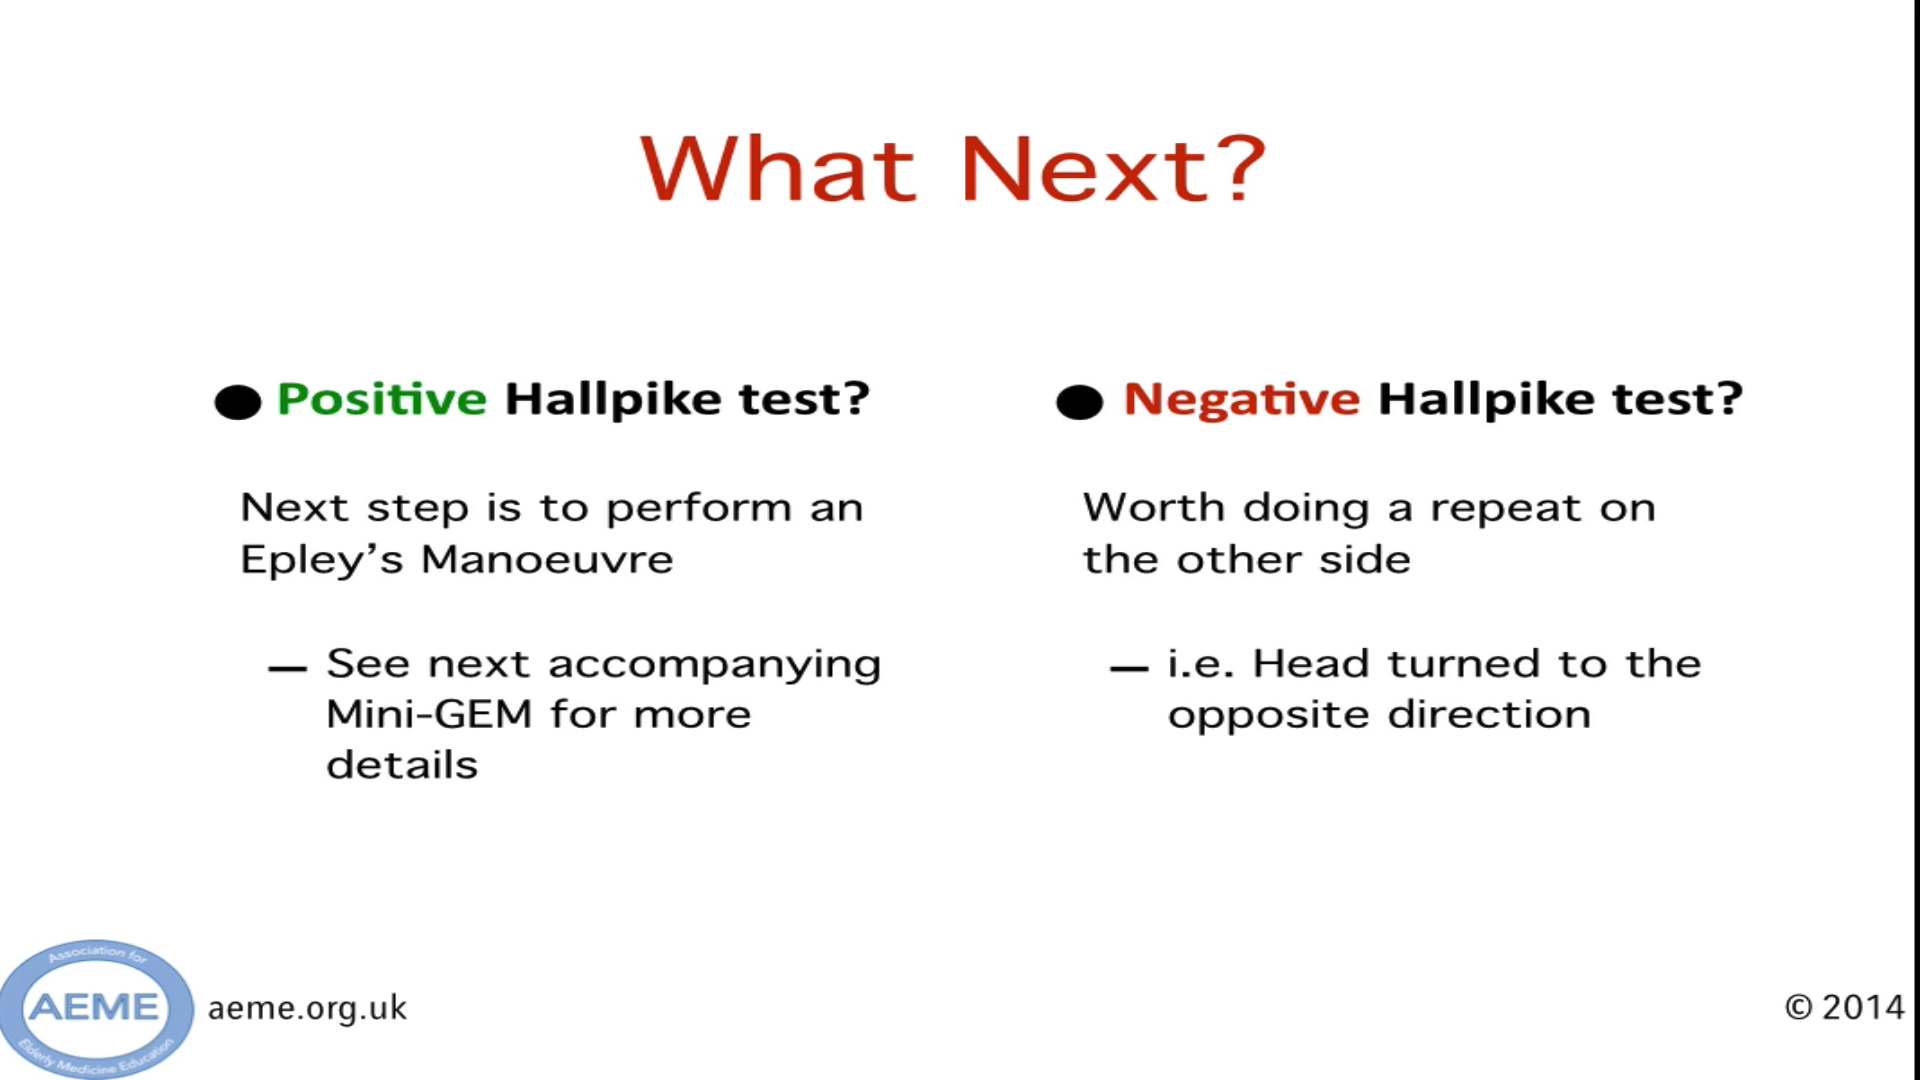 What Next?
● Positive Hallpike test?
Next step is to perform an
Epley’s Manoeuvre
– See next accompanying
Mini-GEM for more
details
● Negative Hallpike test?
Worth doing a repeat on
the other side
– i.e. Head turned to the
opposite direction
Association for
AEME
Elderly Medicine Education
aeme.org.uk
© 2014